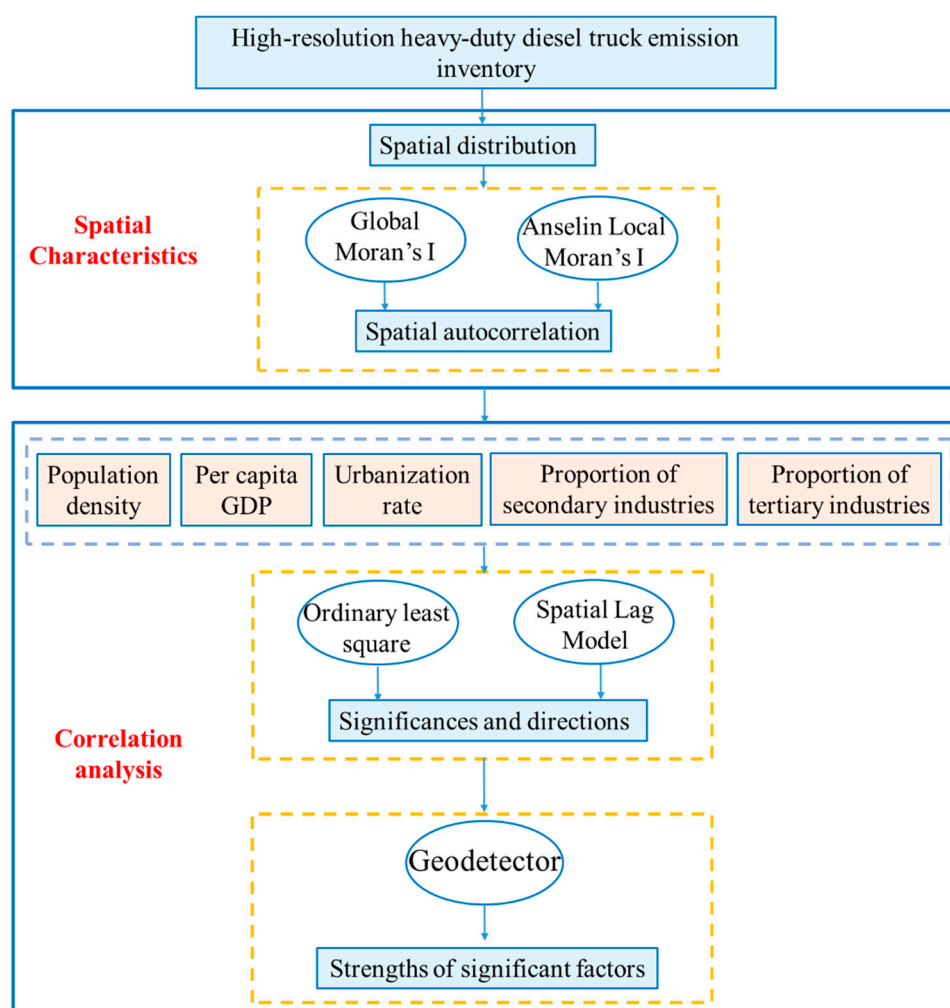 High-resolution heavy-duty diesel truck emission
inventory
Spatial distribution
Spatial
Characteristics
Global
Moran's I
Anselin Local
Moran's I
Spatial autocorrelation
Population
density
Per capita
GDP
Urbanization
rate
Proportion of
secondary industries
Proportion of
tertiary industries
Ordinary least
square
Spatial Lag
Model
Significances and directions
Correlation
analysis
Geodetector
Strengths of significant factors